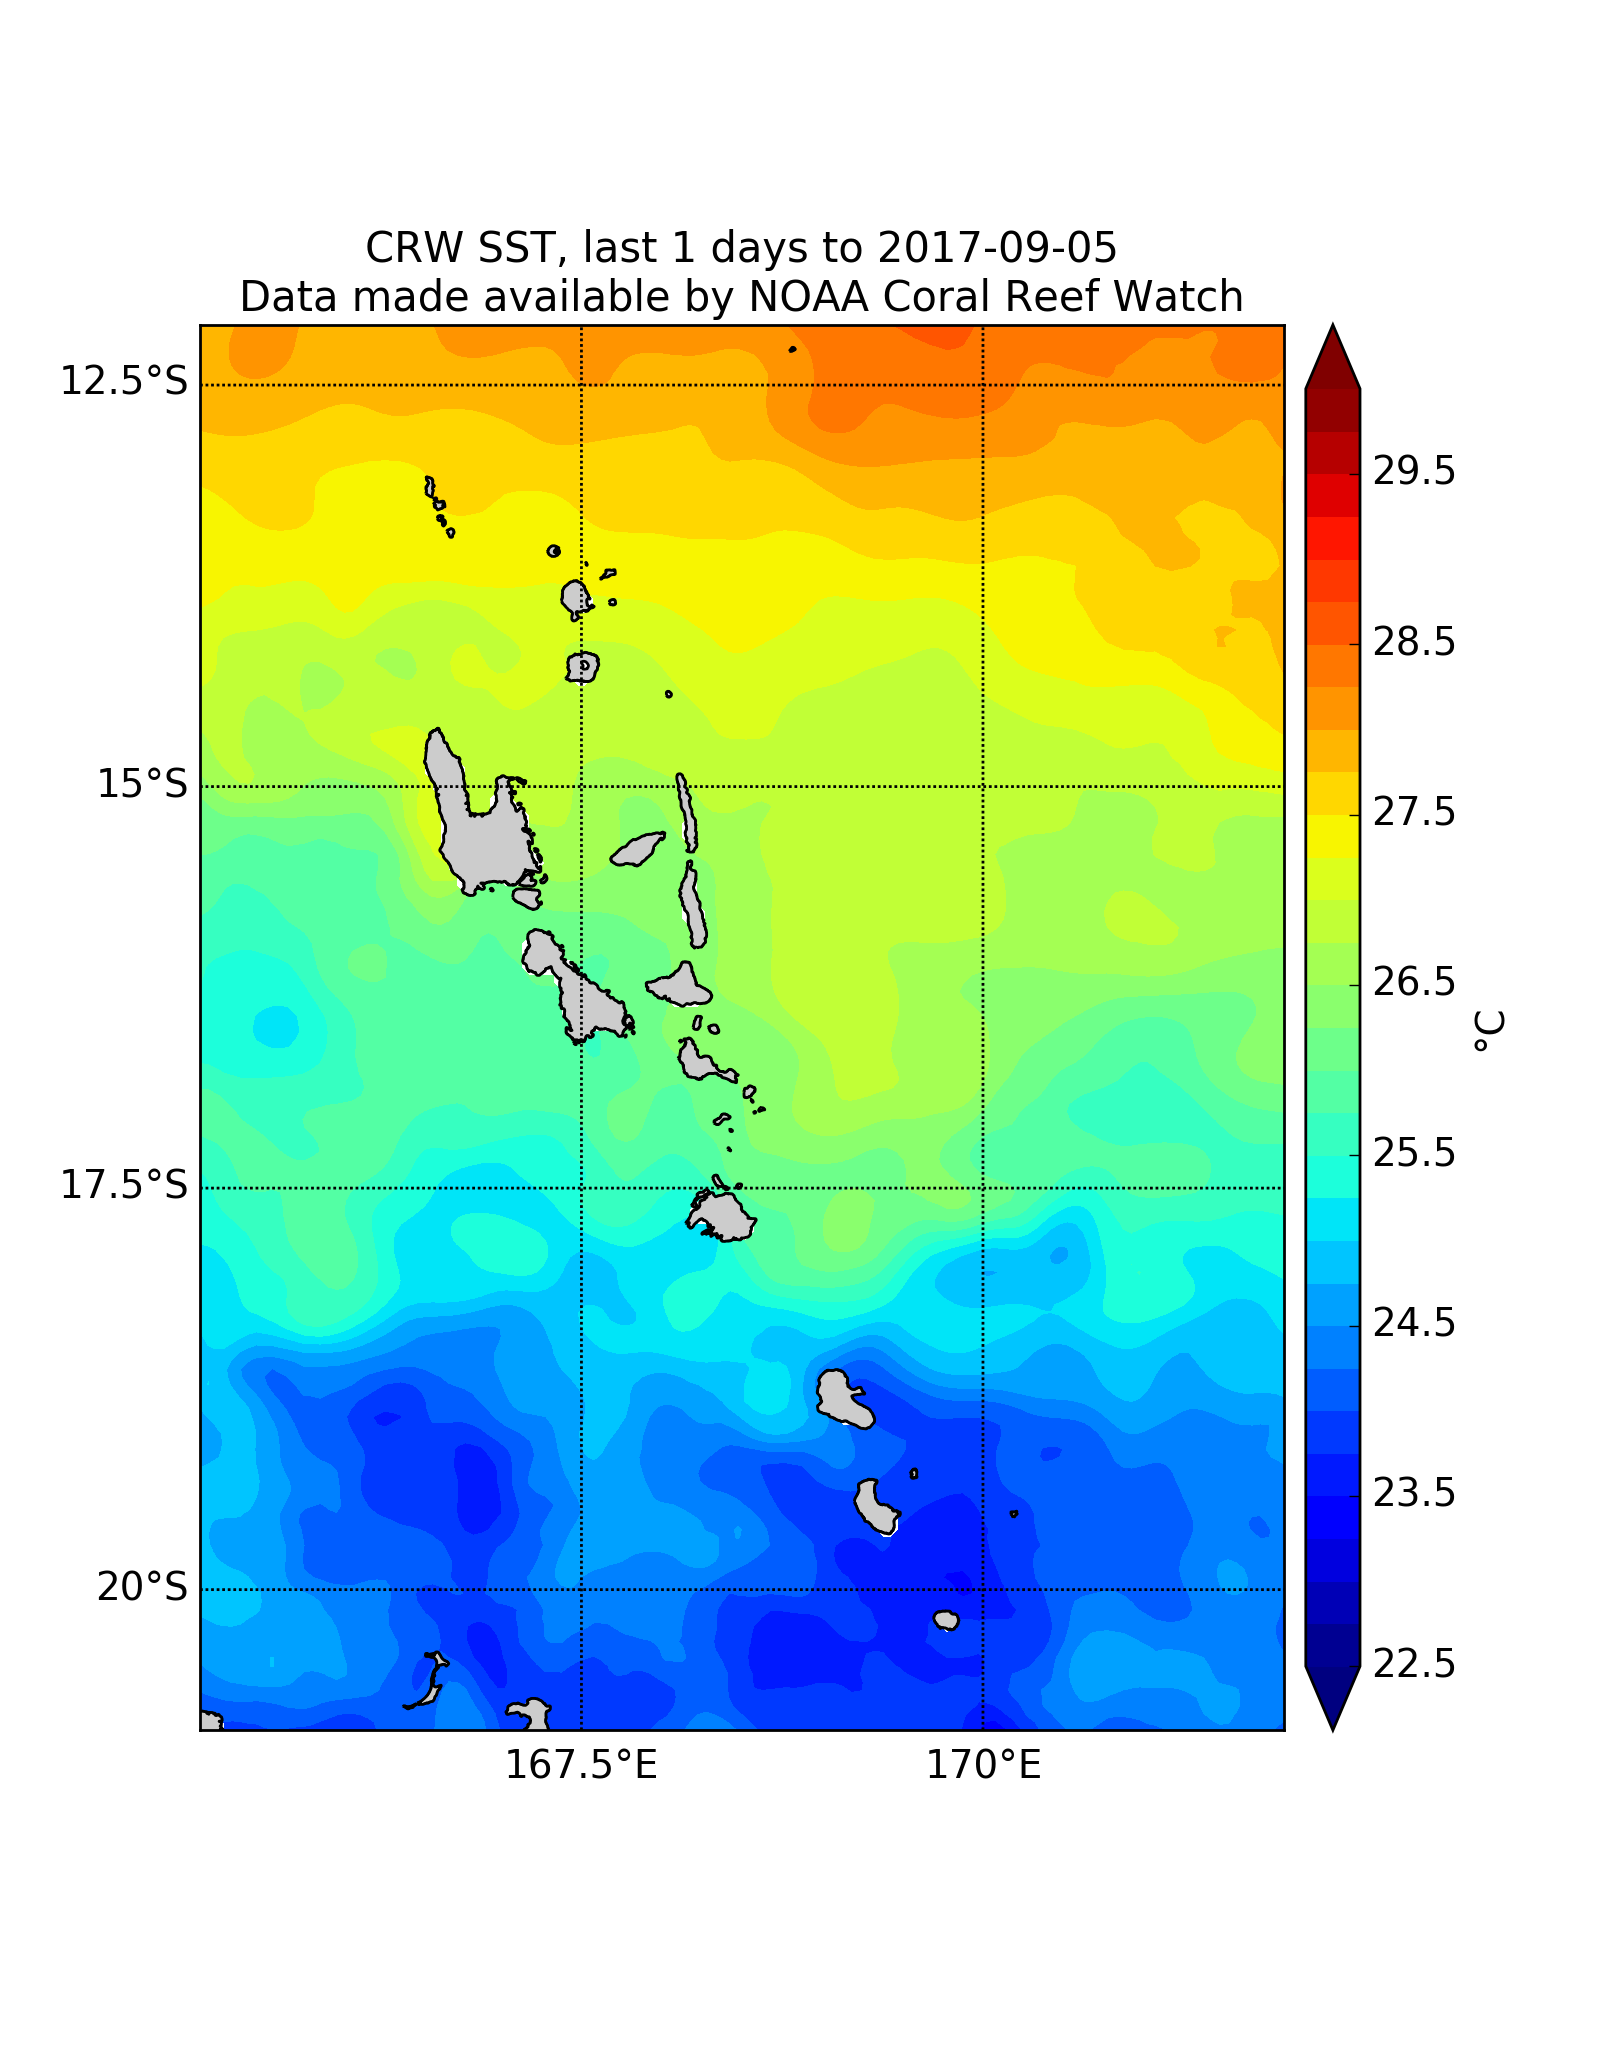 CRW SST, last 1 days to 2017-09-05
Data made available by NOAA Coral Reef Watch
12.5°S
15°S
17.5°S
20°S
167.5°E
170°E
29.5
28.5
27.5
26.5
25.5
24.5
23.5
22.5
°C